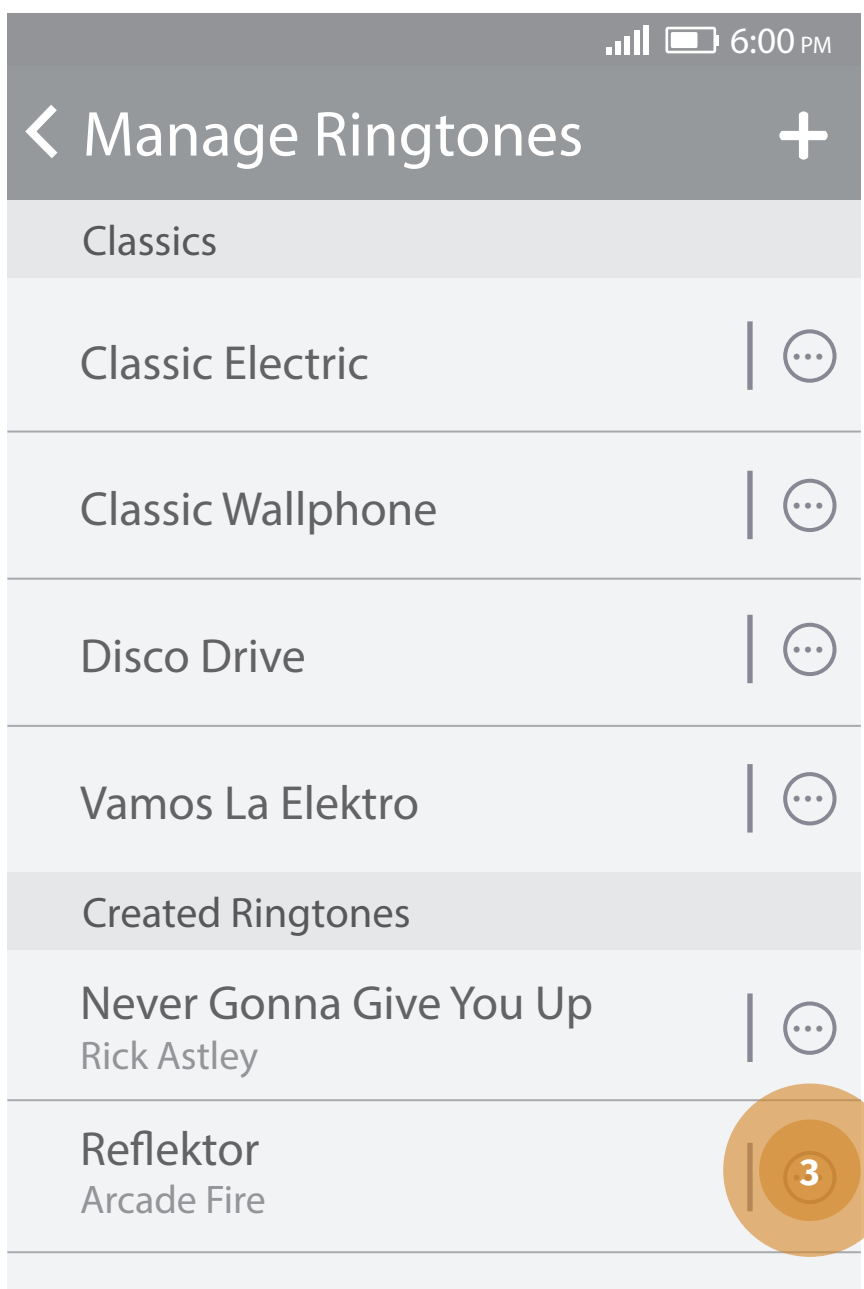 6:00 PM
Manage Ringtones
Classics
Classic Electric
Classic Wallphone
Disco Drive
Vamos La Elektro
Created Ringtones
Never Gonna Give You Up
Rick Astley
Reflektor
3
Arcade Fire